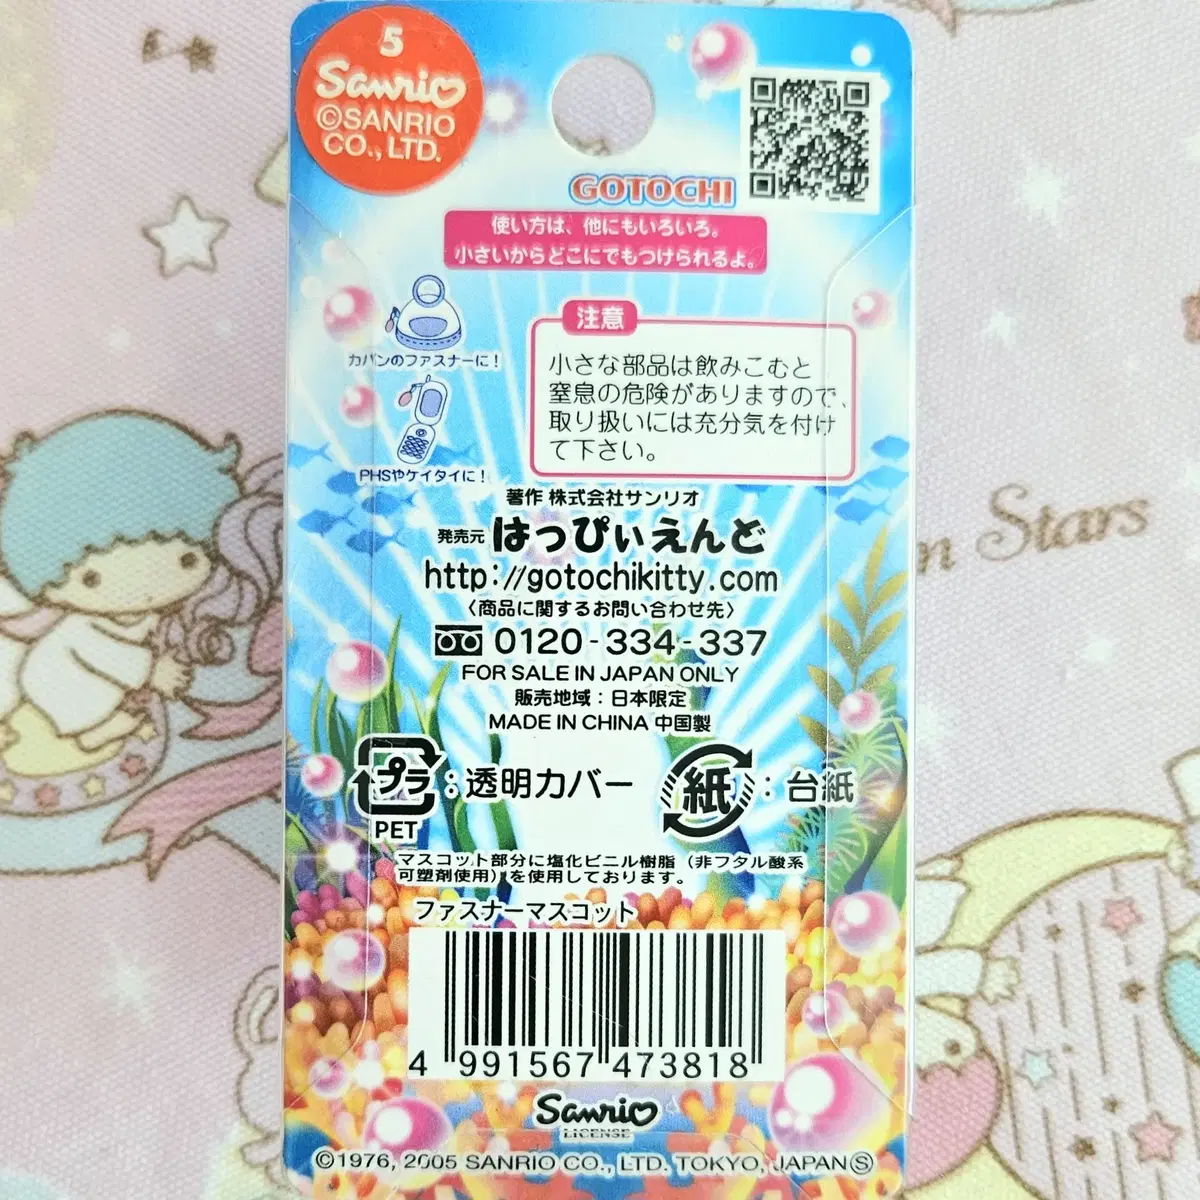 5
Sanrio
©SANRIO
CO., LTD.
GOTOCHI
使い方は、他にもいろいろ。
小さいからどこにでもつけられるよ。
カバンのファスナーに！
PHSやケイタイに！
注意
小さな部品は飲みこむと
窒息の危険がありますので、
取り扱いには充分気を付け
て下さい。
著作 株式会社サンリオ
発売元 はっぴぃえんど
http://gotochikitty.com
〈商品に関するお問い合わせ先〉
0120-334-337
FOR SALE IN JAPAN ONLY
販売地域：日本限定
MADE IN CHINA 中国製
プラ：透明カバー
PET
紙：台紙
マスコット部分に塩化ビニル樹脂（非フタル酸系
可塑剤使用）を使用しております。
ファスナーマスコット
4 991567 473818
Sanrio
LICENSE
©1976, 2005 SANRIO CO., LTD. TOKYO, JAPAN Ⓢ
Stars